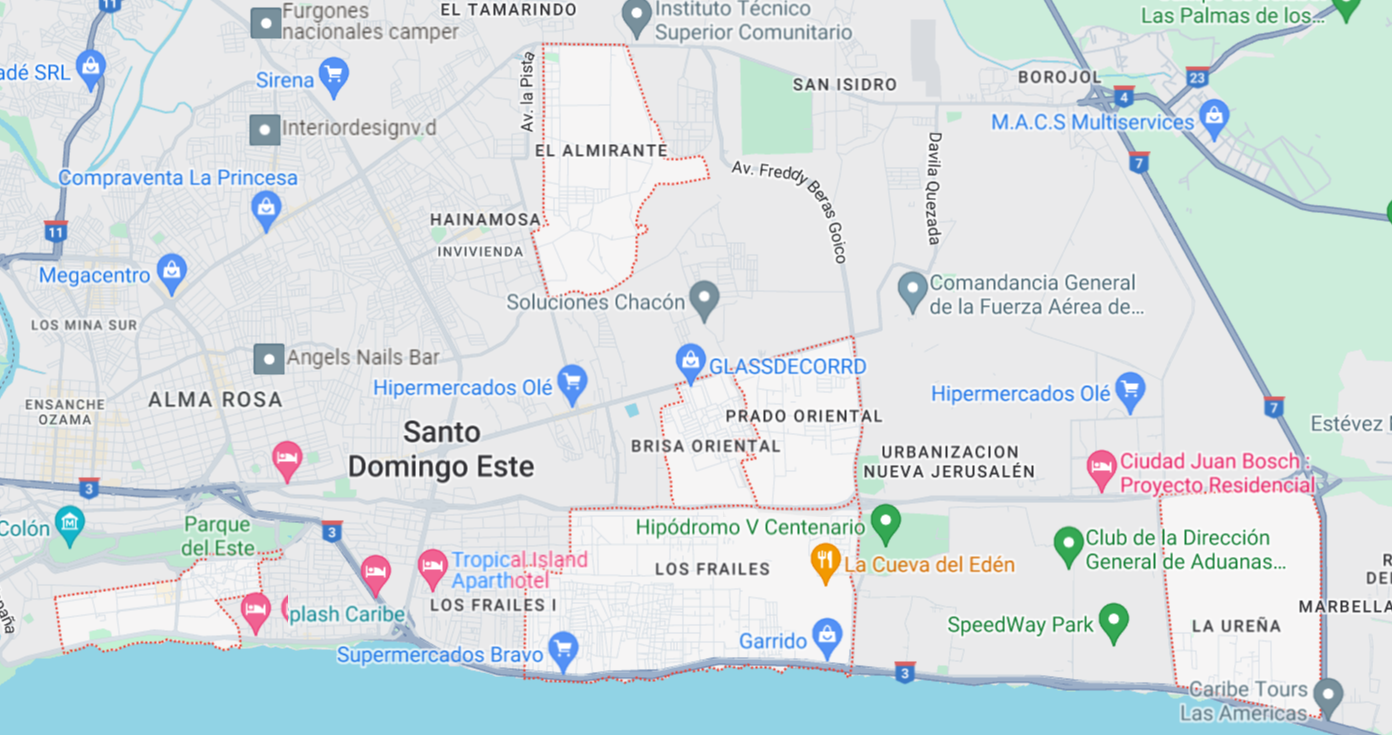 11
Furgones
nacionales camper
EL TAMARINDO
Instituto Técnico
Superior Comunitario
Las Palmas de los...
adé SRL
Sirena
Av. la Pista
SAN ISIDRO
BOROJOL
23
4
M.A.C.S Multiservices
Interiordesignv.d
EL ALMIRANTE
7
Compraventa La Princesa
Av. Freddy Beras Goico
Davila Quezada
HAINAMOSA
11
INVIVIENDA
Megacentro
Soluciones Chacón
Comandancia General
de la Fuerza Aérea de...
LOS MINA SUR
Angels Nails Bar
GLASSDECORRD
Hipermercados Olé
Hipermercados Olé
ALMA ROSA
ENSANCHE
OZAMA
7
PRADO ORIENTAL
Estévez
Santo
Domingo Este
BRISA ORIENTAL
URBANIZACION
NUEVA JERUSALÉN
Ciudad Juan Bosch :
Proyecto Residencial
3
Colón
Parque
del Este
3
Hipódromo V Centenario
Club de la Dirección
General de Aduanas...
La Cueva del Edén
LOS FRAILES
Tropical Island
Aparthotel
LOS FRAILES I
plash Caribe
MARBELLA
SpeedWay Park
LA UREÑA
Garrido
Supermercados Bravo
3
Caribe Tours
Las Americas